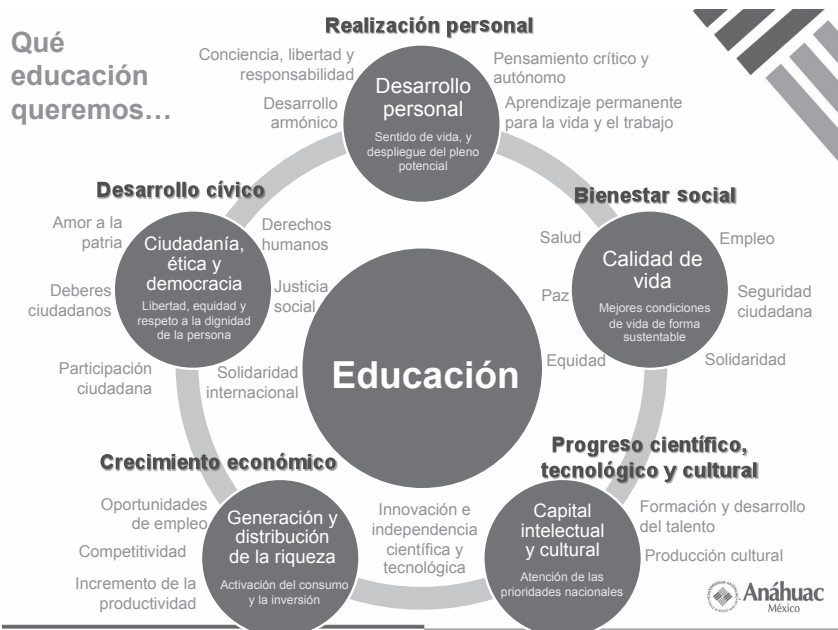 Qué
educación
queremos…
Realización personal
Conciencia, libertad y
responsabilidad
Desarrollo
armónico
Desarrollo
personal
Sentido de vida, y
despliegue del pleno
potencial
Pensamiento crítico y
autónomo
Aprendizaje permanente
para la vida y el trabajo
Desarrollo cívico
Amor a la
patria
Deberes
ciudadanos
Participación
ciudadana
Ciudadanía,
ética y
democracia
Libertad, equidad y
respeto a la dignidad
de la persona
Derechos
humanos
Justicia
social
Solidaridad
internacional
Bienestar social
Salud
Paz
Equidad
Calidad de
vida
Mejores condiciones
de vida de forma
sustentable
Empleo
Seguridad
ciudadana
Solidaridad
Educación
Crecimiento económico
Oportunidades
de empleo
Competitividad
Incremento de la
productividad
Generación y
distribución
de la riqueza
Activación del consumo
y la inversión
Innovación e
independencia
científica y
tecnológica
Progreso científico,
tecnológico y cultural
Capital
intelectual
y cultural
Atención de las
prioridades nacionales
Formación y desarrollo
del talento
Producción cultural
Anáhuac
México